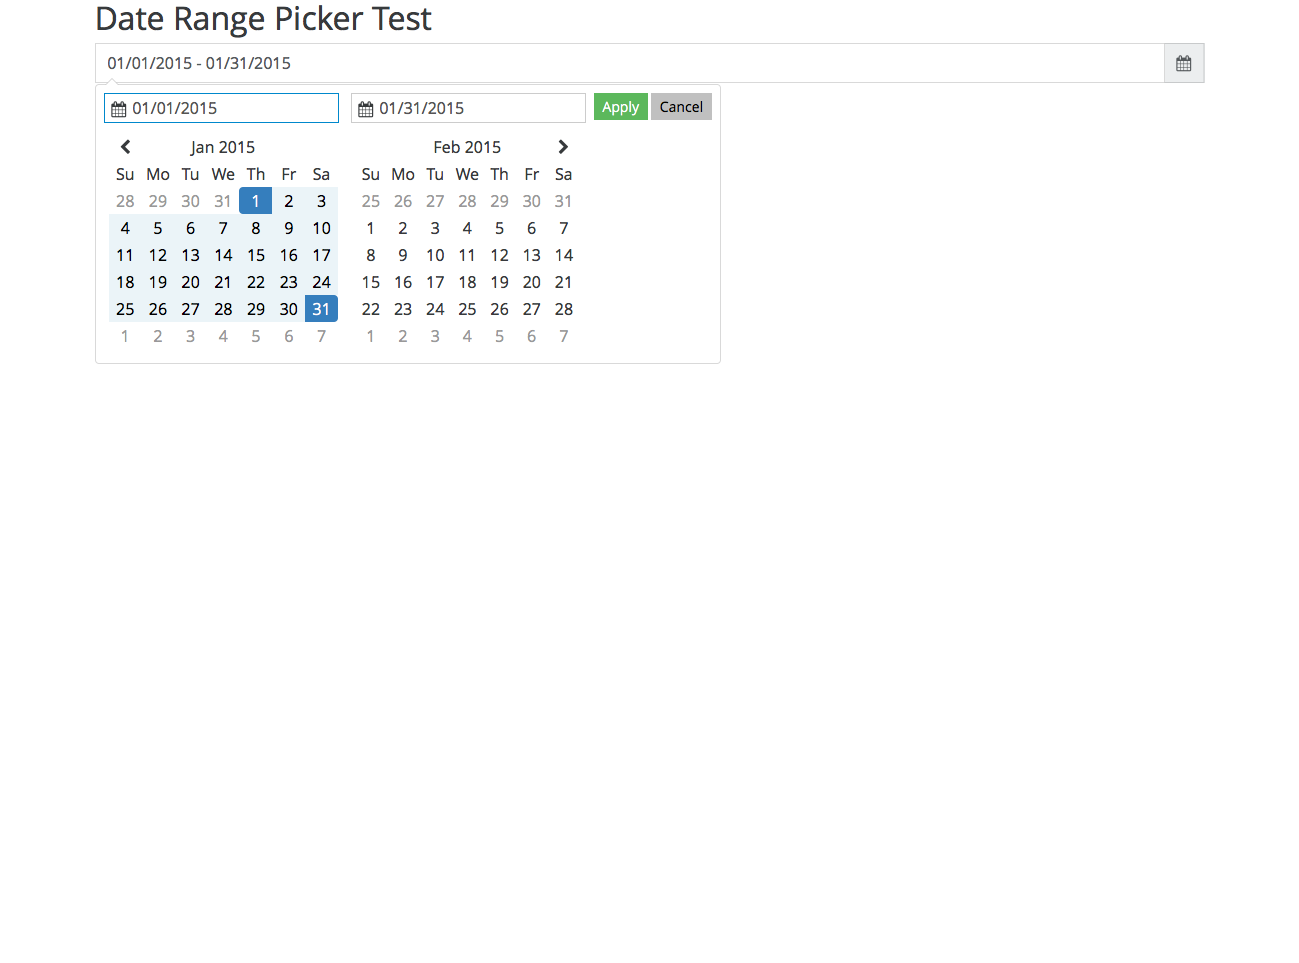 Date Range Picker Test
01/01/2015 - 01/31/2015
01/01/2015 01/31/2015 Apply Cancel
Jan 2015 Feb 2015
Su Mo Tu We Th Fr Sa Su Mo Tu We Th Fr Sa
28 29 30 31 1 2 3 25 26 27 28 29 30 31
4 5 6 7 8 9 10 1 2 3 4 5 6 7
11 12 13 14 15 16 17 8 9 10 11 12 13 14
18 19 20 21 22 23 24 15 16 17 18 19 20 21
25 26 27 28 29 30 31 22 23 24 25 26 27 28
1 2 3 4 5 6 7 1 2 3 4 5 6 7